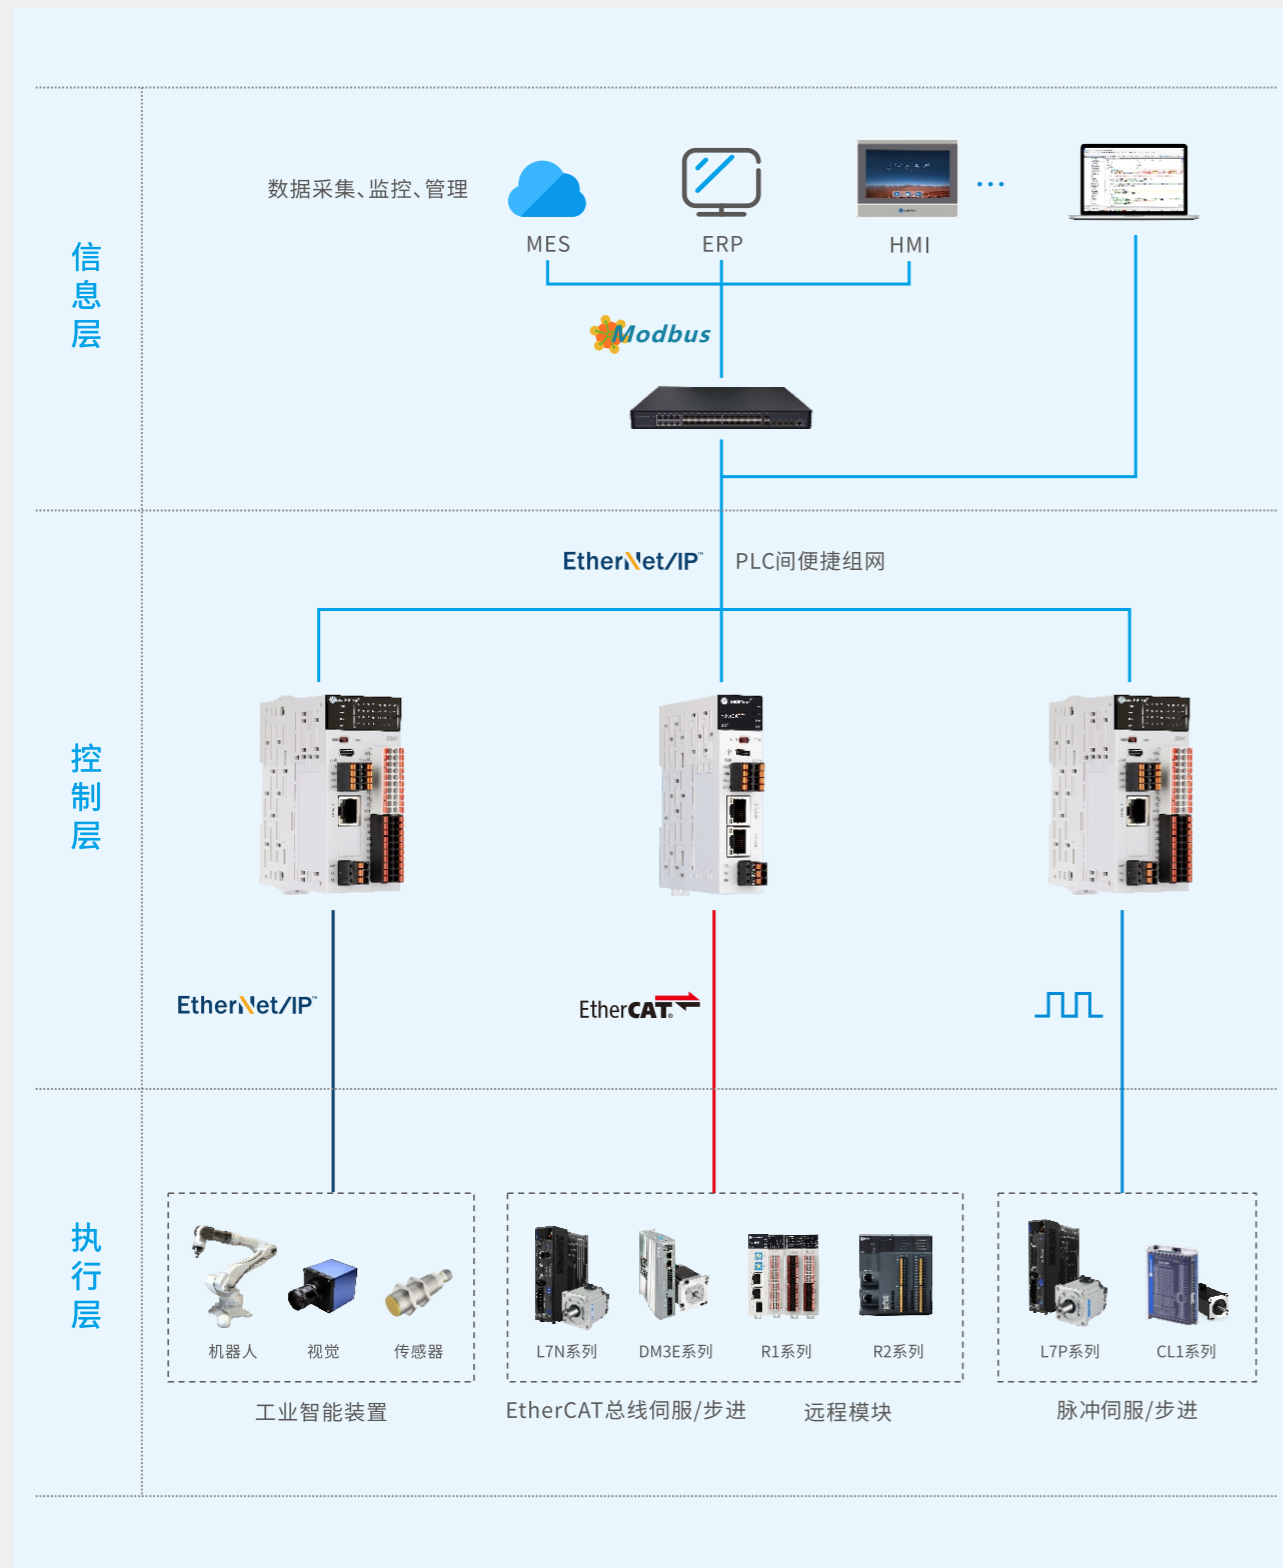 数据采集、监控、管理
MES
ERP
HMI
...
信息层
Modbus
EtherNet/IP™
PLC间便捷组网
控制层
EtherNet/IP™
EtherCAT®
执行层
机器人
视觉
传感器
L7N系列
DM3E系列
R1系列
R2系列
L7P系列
CL1系列
工业智能装置
EtherCAT总线伺服/步进
远程模块
脉冲伺服/步进